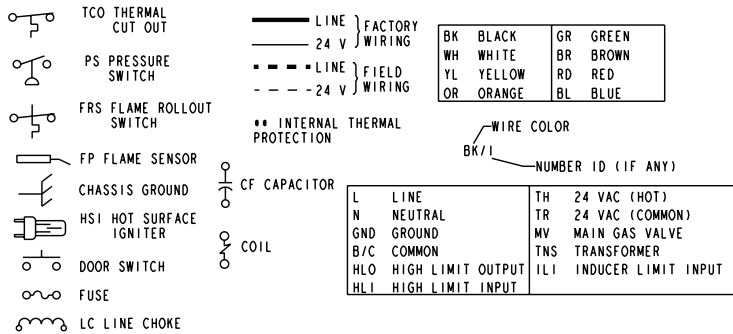 TCO THERMAL
CUT OUT
PS PRESSURE
SWITCH
FRS FLAME ROLLOUT
SWITCH
FP FLAME SENSOR
CHASSIS GROUND
HSI HOT SURFACE
IGNITER
DOOR SWITCH
FUSE
LC LINE CHOKE
LINE
24 V
FACTORY
WIRING
LINE
24 V
FIELD
WIRING
INTERNAL THERMAL
PROTECTION
CF CAPACITOR
COIL
BK BLACK GR GREEN
WH WHITE BR BROWN
YL YELLOW RD RED
OR ORANGE BL BLUE
WIRE COLOR
BK/1
NUMBER ID (IF ANY)
L LINE TH 24 VAC (HOT)
N NEUTRAL TR 24 VAC (COMMON)
GND GROUND MV MAIN GAS VALVE
B/C COMMON TNS TRANSFORMER
HLO HIGH LIMIT OUTPUT ILI INDUCER LIMIT INPUT
HLI HIGH LIMIT INPUT